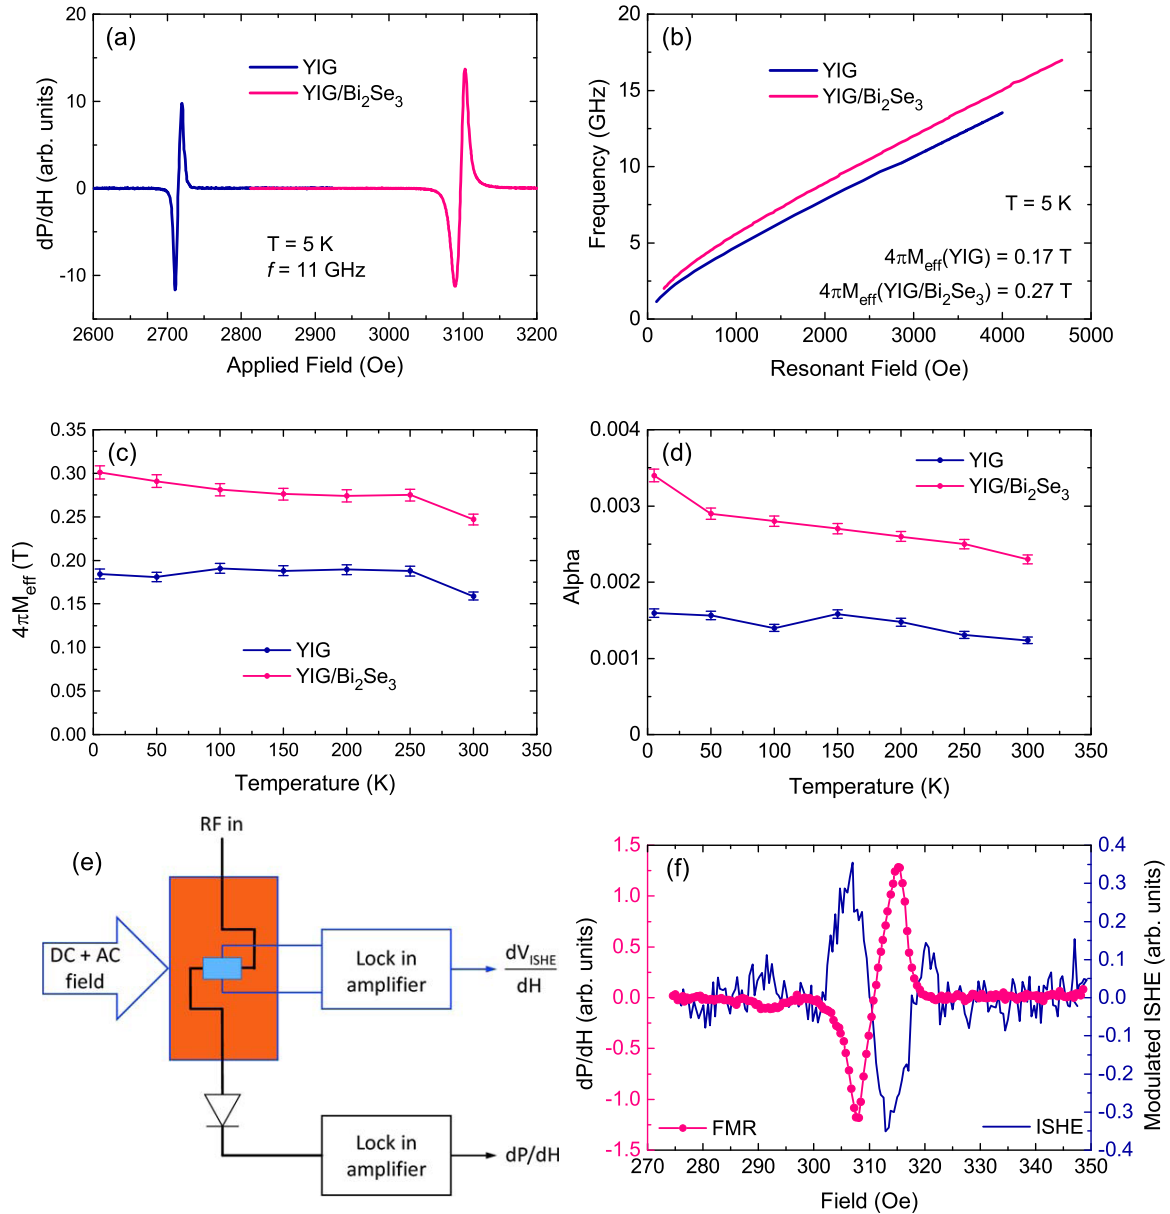 (a)
YIG
YIG/Bi₂Se₃
T = 5 K
f = 11 GHz
dP/dH (arb. units)
20
10
0
-10
2600 2700 2800 2900 3000 3100 3200
Applied Field (Oe)
(b)
YIG
YIG/Bi₂Se₃
T = 5 K
4πM_eff(YIG) = 0.17 T
4πM_eff(YIG/Bi₂Se₃) = 0.27 T
Frequency (GHz)
20
15
10
5
0
0 1000 2000 3000 4000 5000
Resonant Field (Oe)
(c)
YIG
YIG/Bi₂Se₃
4πM_eff (T)
0.35
0.30
0.25
0.20
0.15
0.10
0.05
0.00
0 50 100 150 200 250 300 350
Temperature (K)
(d)
YIG
YIG/Bi₂Se₃
Alpha
0.004
0.003
0.002
0.001
0
0 50 100 150 200 250 300 350
Temperature (K)
(e)
RF in
DC + AC
field
Lock in
amplifier
dV_ISHE
dH
Lock in
amplifier
dP/dH
(f)
dP/dH (arb. units)
1.5
1.0
0.5
0.0
-0.5
-1.0
-1.5
FMR
ISHE
0.4
0.3
0.2
0.1
0.0
-0.1
-0.2
-0.3
-0.4
Modulated ISHE (arb. units)
270 280 290 300 310 320 330 340 350
Field (Oe)